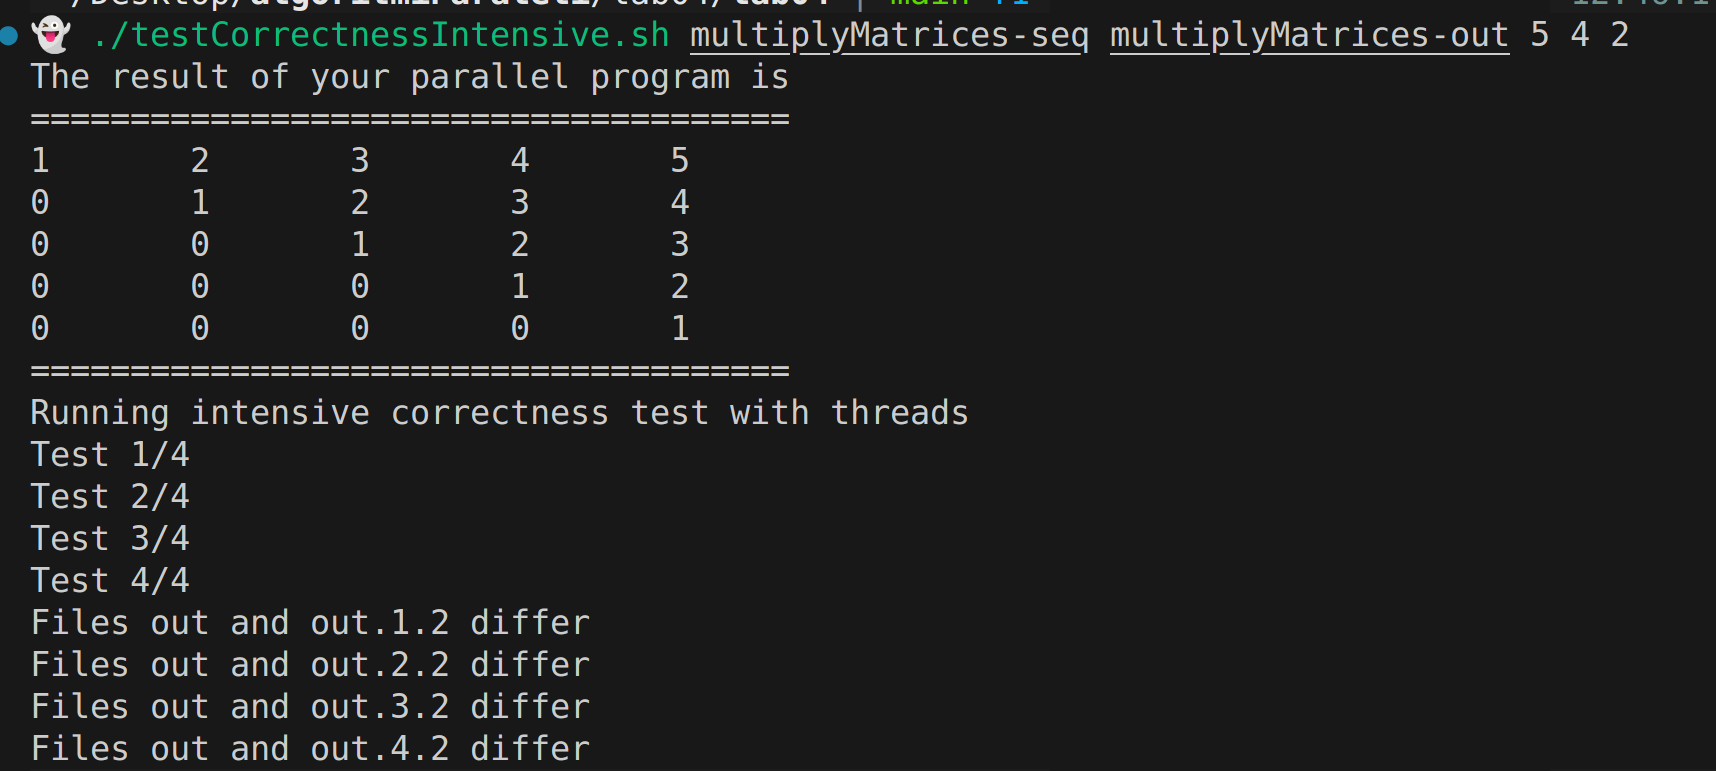 ./testCorrectnessIntensive.sh multiplyMatrices-seq multiplyMatrices-out 5 4 2
The result of your parallel program is
======================================
1 2 3 4 5
0 1 2 3 4
0 0 1 2 3
0 0 0 1 2
0 0 0 0 1
======================================
Running intensive correctness test with threads
Test 1/4
Test 2/4
Test 3/4
Test 4/4
Files out and out.1.2 differ
Files out and out.2.2 differ
Files out and out.3.2 differ
Files out and out.4.2 differ